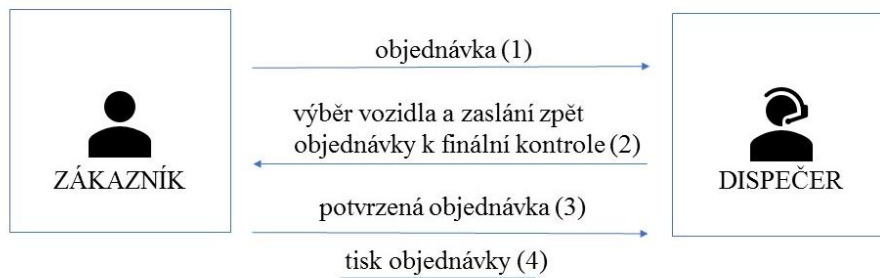 objednávka (1)
výběr vozidla a zaslání zpět
objednávky k finální kontrole (2)
ZÁKAZNÍK
DISPEČER
potvrzená objednávka (3)
tisk objednávky (4)